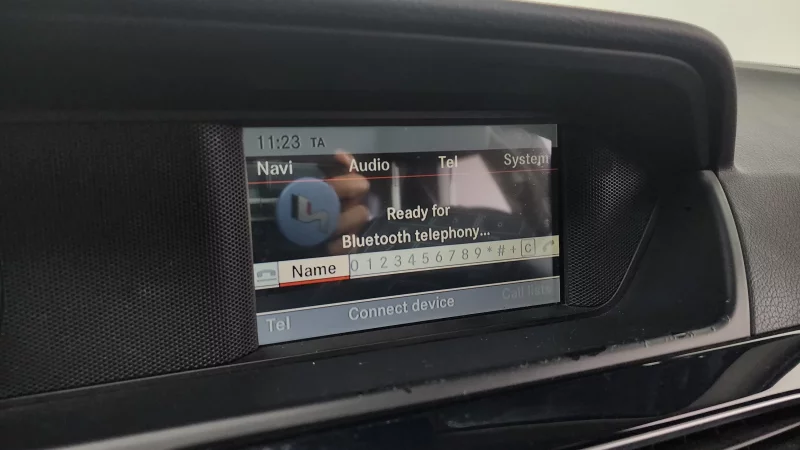 11:23 TA
Navi Audio Tel System
Ready for
Bluetooth telephony...
Name 0 1 2 3 4 5 6 7 8 9 * # + C
Tel Connect device Call lists